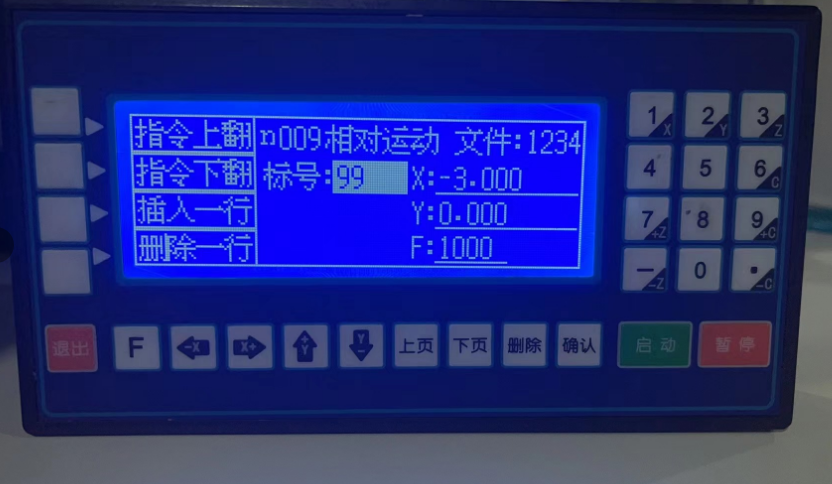 指令上翻 n009相对运动 文件:1234
指令下翻 标号:99 X:-3.000
插入一行 Y:0.000
删除一行 F:1000
1 X 2 Y 3 Z
4 5 6 C
7 +Z 8 9 +C
— -Z 0 . -C
退出 F -X X+ +Y Y- 上页 下页 删除 确认 启动 暂停